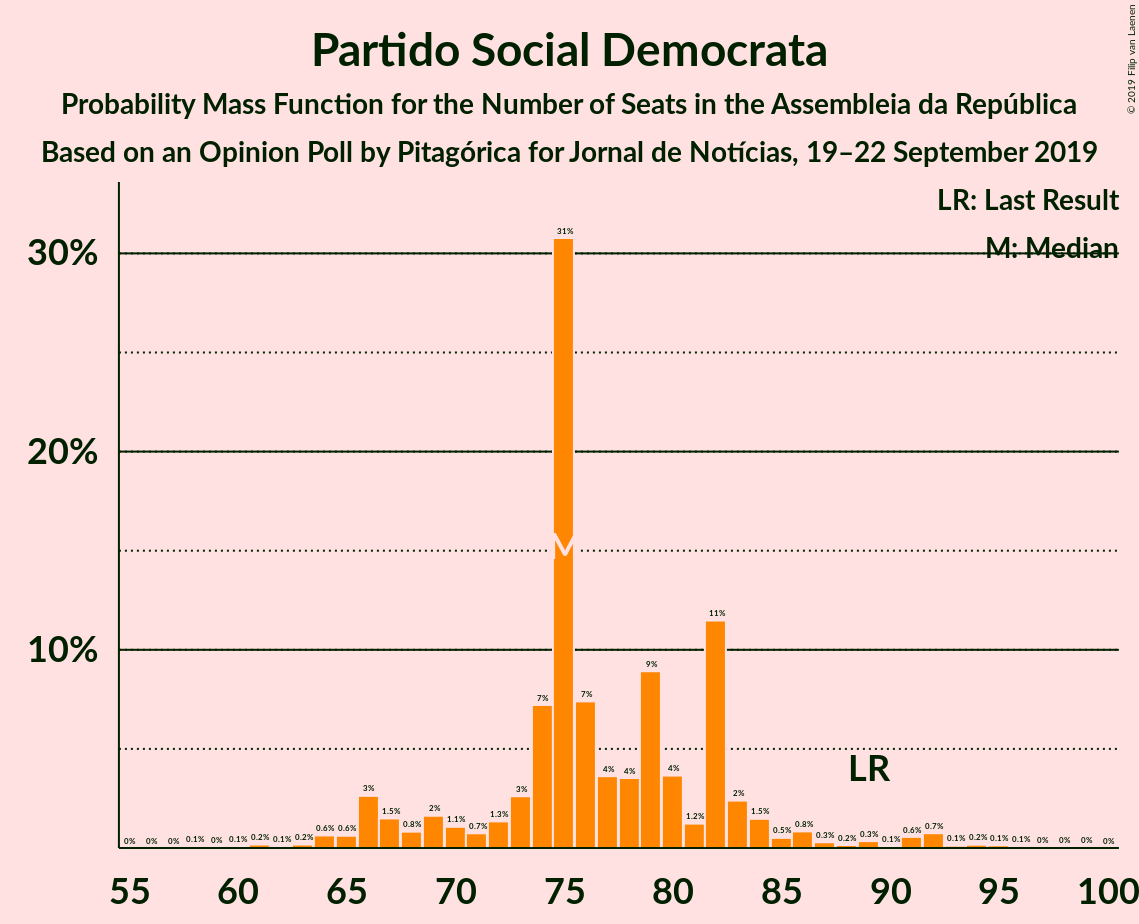 Partido Social Democrata
Probability Mass Function for the Number of Seats in the Assembleia da República
Based on an Opinion Poll by Pitagórica for Jornal de Notícias, 19–22 September 2019
© 2019 Filip van Laenen
LR: Last Result
M: Median
30%
20%
10%
0% 0% 0% 0.1% 0% 0.1% 0.2% 0.1% 0.2% 0.6% 0.6% 3% 1.5% 0.8% 2% 1.1% 0.7% 1.3% 3% 7% 31% 7% 4% 4% 9% 4% 1.2% 11% 2% 1.5% 0.5% 0.8% 0.3% 0.2% 0.3% 0.1% 0.6% 0.7% 0.1% 0.2% 0.1% 0.1% 0% 0% 0% 0%
M
LR
55 60 65 70 75 80 85 90 95 100